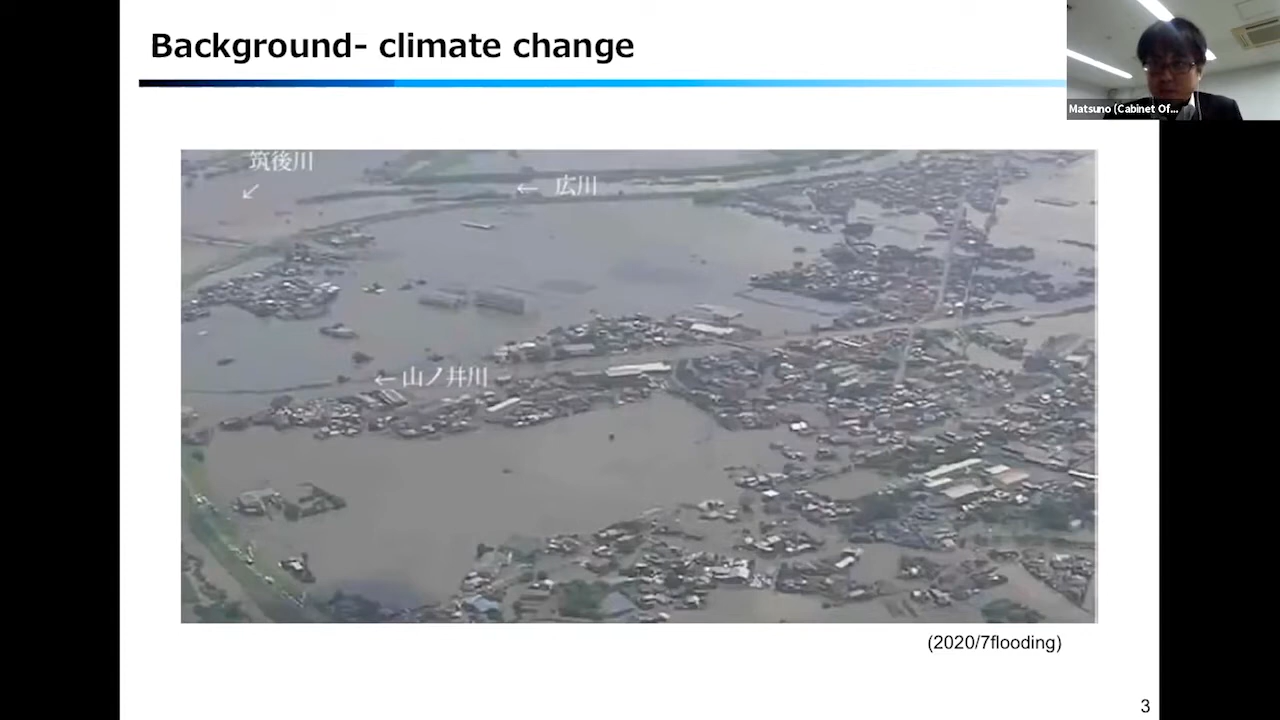 Background- climate change
Matsuno (Cabinet Of...
筑後川
↙
← 広川
← 山ノ井川
(2020/7flooding)
3